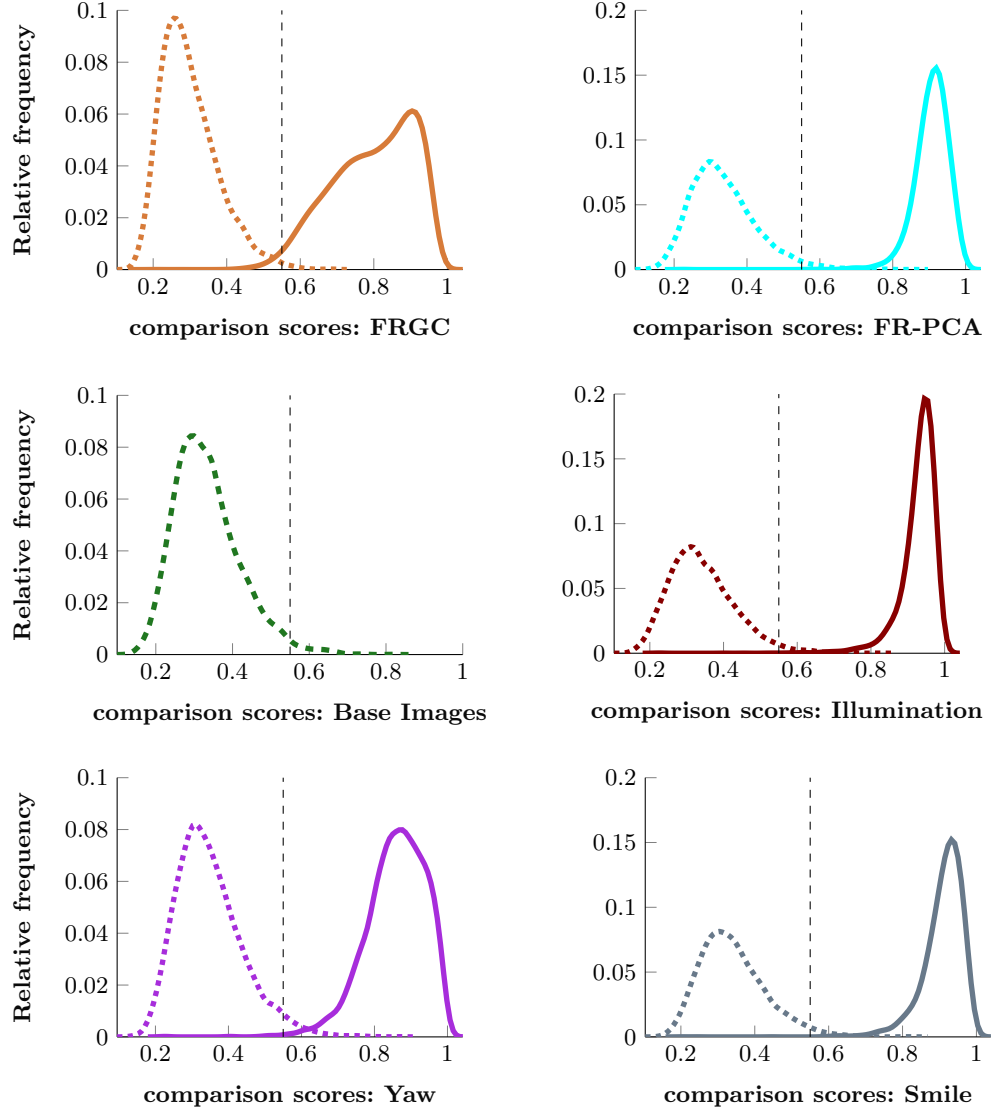 Relative frequency
0.1
0.08
0.06
0.04
0.02
0
0.2 0.4 0.6 0.8 1
comparison scores: FRGC
0.2
0.15
0.1
0.05
0
0.2 0.4 0.6 0.8 1
comparison scores: FR-PCA
Relative frequency
0.1
0.08
0.06
0.04
0.02
0
0.2 0.4 0.6 0.8 1
comparison scores: Base Images
0.2
0.15
0.1
0.05
0
0.2 0.4 0.6 0.8 1
comparison scores: Illumination
Relative frequency
0.1
0.08
0.06
0.04
0.02
0
0.2 0.4 0.6 0.8 1
comparison scores: Yaw
0.2
0.15
0.1
0.05
0
0.2 0.4 0.6 0.8 1
comparison scores: Smile